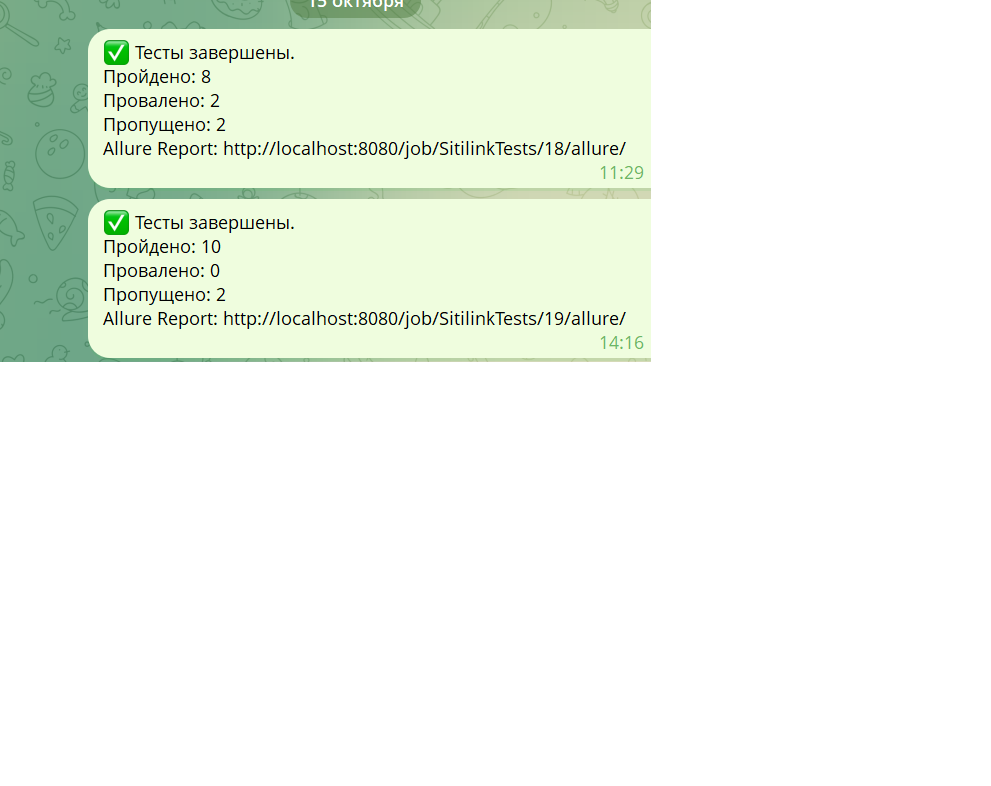 15 октября
✅ Тесты завершены.
Пройдено: 8
Провалено: 2
Пропущено: 2
Allure Report: http://localhost:8080/job/SitilinkTests/18/allure/
11:29
✅ Тесты завершены.
Пройдено: 10
Провалено: 0
Пропущено: 2
Allure Report: http://localhost:8080/job/SitilinkTests/19/allure/
14:16